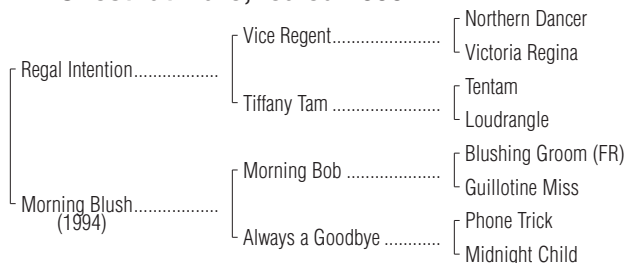 Northern Dancer
Vice Regent
Victoria Regina
Regal Intention
Tentam
Tiffany Tam
Loudrangle
Blushing Groom (FR)
Morning Bob
Guillotine Miss
Morning Blush
(1994)
Phone Trick
Always a Goodbye
Midnight Child